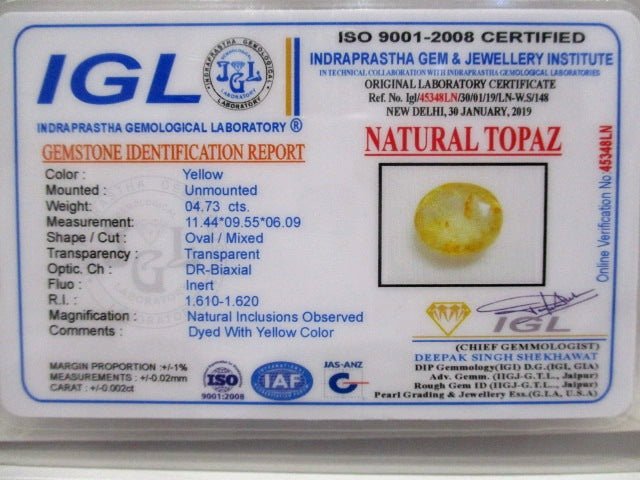 IGL
INDRAPRASTHA GEMOLOGICAL LABORATORY
IGL
INDRAPRASTHA GEMOLOGICAL LABORATORY ®
GEMSTONE IDENTIFICATION REPORT
Color : Yellow
Mounted : Unmounted
Weight : 04.73 cts.
Measurement : 11.44*09.55*06.09
Shape / Cut : Oval / Mixed
Transparency : Transparent
Optic. Ch : DR-Biaxial
Fluo : Inert
R.I. : 1.610-1.620
Magnification : Natural Inclusions Observed
Comments : Dyed With Yellow Color
MARGIN PROPORTION :+/-1%
MEASUREMENTS : +/-0.02mm
CARAT : +/-0.002ct
ISO
9001:2008
IAF
JAS-ANZ
ISO 9001-2008 CERTIFIED
INDRAPRASTHA GEM & JEWELLERY INSTITUTE
IN TECHNICAL COLLABORATION WITH INDRAPRASTHA GEMOLOGICAL LABORATORIES
ORIGINAL LABORATORY CERTIFICATE
Ref. No. Igl/45348LN/30/01/19/LN-W.S/148
NEW DELHI, 30 JANUARY, 2019
NATURAL TOPAZ
Online Verification No.45348LN
IGL
(CHIEF GEMMOLOGIST)
DEEPAK SINGH SHEKHAWAT
DIP Gemmology(IGI) D.G.(IGI, GIA)
Adv. Gemm. (IIGJ-G.T.L., Jaipur)
Rough Gem ID (IIGJ-G.T.L., Jaipur)
Pearl Grading & Jewellery Ess.(G.I.A, U.S.A)